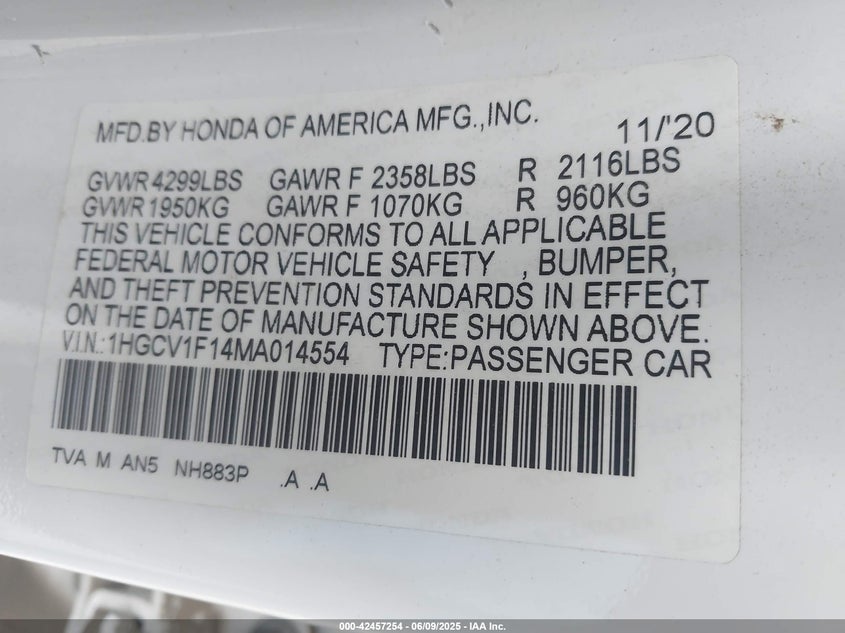 MFD.BY HONDA OF AMERICA MFG.,INC. 11/'20
GVWR 4299LBS GAWR F 2358LBS R 2116LBS
GVWR 1950KG GAWR F 1070KG R 960KG
THIS VEHICLE CONFORMS TO ALL APPLICABLE
FEDERAL MOTOR VEHICLE SAFETY , BUMPER,
AND THEFT PREVENTION STANDARDS IN EFFECT
ON THE DATE OF MANUFACTURE SHOWN ABOVE.
V.I.N.:1HGCV1F14MA014554 TYPE:PASSENGER CAR
TVA M AN5 NH883P .A .A
000-42457254 | 06/09/2025 - IAA Inc.